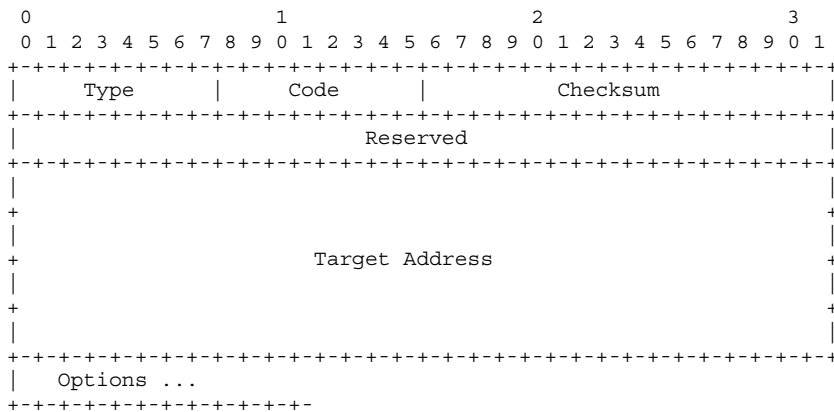 0                   1                   2                   3
0 1 2 3 4 5 6 7 8 9 0 1 2 3 4 5 6 7 8 9 0 1 2 3 4 5 6 7 8 9 0 1
+-+-+-+-+-+-+-+-+-+-+-+-+-+-+-+-+-+-+-+-+-+-+-+-+-+-+-+-+-+-+-+-+
|     Type      |     Code      |          Checksum             |
+-+-+-+-+-+-+-+-+-+-+-+-+-+-+-+-+-+-+-+-+-+-+-+-+-+-+-+-+-+-+-+-+
|                           Reserved                            |
+-+-+-+-+-+-+-+-+-+-+-+-+-+-+-+-+-+-+-+-+-+-+-+-+-+-+-+-+-+-+-+-+
|                                                               |
+                                                               +
|                                                               |
+                       Target Address                          +
|                                                               |
+                                                               +
|                                                               |
+-+-+-+-+-+-+-+-+-+-+-+-+-+-+-+-+-+-+-+-+-+-+-+-+-+-+-+-+-+-+-+-+
|   Options ...
+-+-+-+-+-+-+-+-+-+-+-+-